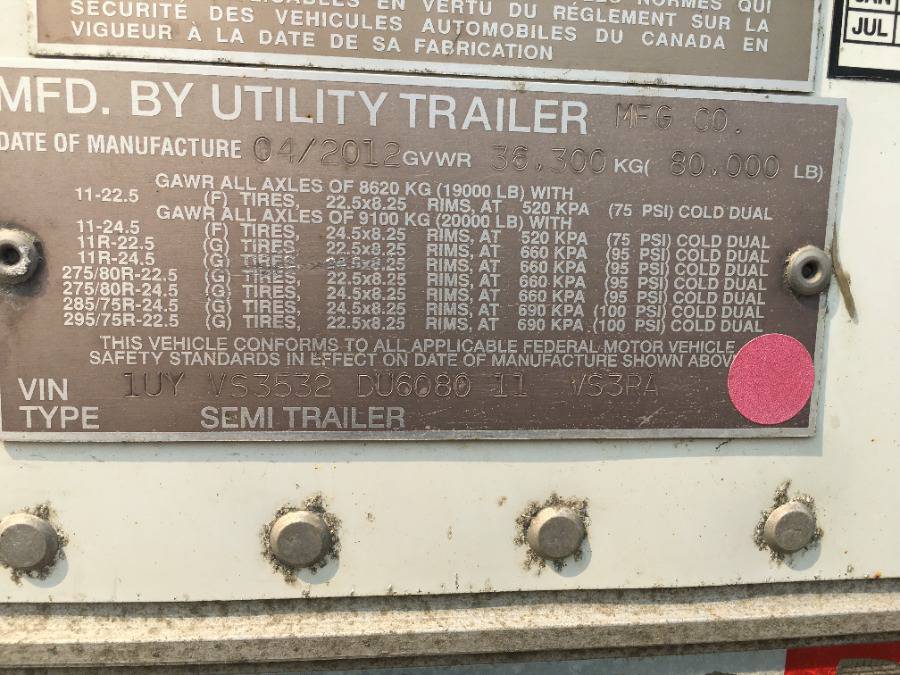 NORMES QUI
SÉCURITÉ DES VÉHICULES AUTOMOBILES DU CANADA EN
VIGUEUR À LA DATE DE SA FABRICATION
JUL
MFD. BY UTILITY TRAILER MFG CO.
DATE OF MANUFACTURE 04/2012 GVWR 36,300 KG( 80,000 LB)
GAWR ALL AXLES OF 8620 KG (19000 LB) WITH
11-22.5 (F) TIRES, 22.5x8.25 RIMS, AT 520 KPA (75 PSI) COLD DUAL
GAWR ALL AXLES OF 9100 KG (20000 LB) WITH
11-24.5 (F) TIRES, 24.5x8.25 RIMS, AT 520 KPA (75 PSI) COLD DUAL
11R-22.5 (G) TIRES, 22.5x8.25 RIMS, AT 660 KPA (95 PSI) COLD DUAL
11R-24.5 (G) TIRES, 24.5x8.25 RIMS, AT 660 KPA (95 PSI) COLD DUAL
275/80R-22.5 (G) TIRES, 22.5x8.25 RIMS, AT 660 KPA (95 PSI) COLD DUAL
275/80R-24.5 (G) TIRES, 24.5x8.25 RIMS, AT 660 KPA (95 PSI) COLD DUAL
285/75R-24.5 (G) TIRES, 24.5x8.25 RIMS, AT 690 KPA (100 PSI) COLD DUAL
295/75R-22.5 (G) TIRES, 22.5x8.25 RIMS, AT 690 KPA (100 PSI) COLD DUAL
THIS VEHICLE CONFORMS TO ALL APPLICABLE FEDERAL MOTOR VEHICLE
SAFETY STANDARDS IN EFFECT ON DATE OF MANUFACTURE SHOWN ABOVE
VIN 1UY VS3532 DU6080 11 VS3RA
TYPE SEMI TRAILER